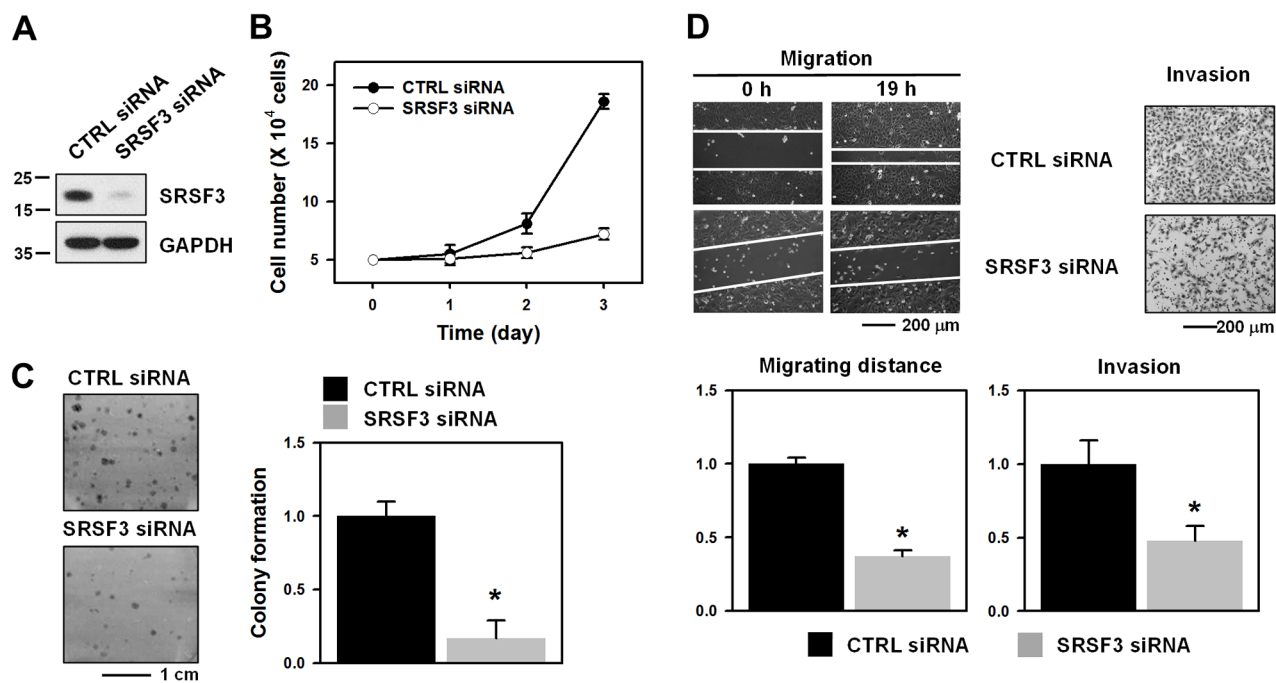 A
CTRL siRNA
SRSF3 siRNA
25
15
SRSF3
35
GAPDH
B
Cell number (X 10⁴ cells)
20
15
10
5
CTRL siRNA
SRSF3 siRNA
0 1 2 3
Time (day)
C
CTRL siRNA
SRSF3 siRNA
1 cm
CTRL siRNA
SRSF3 siRNA
Colony formation
1.5
1.0
0.5
0.0
*
D
Migration
0 h 19 h
Invasion
CTRL siRNA
SRSF3 siRNA
200 μm
200 μm
Migrating distance
1.5
1.0
0.5
0.0
*
Invasion
1.5
1.0
0.5
0.0
*
CTRL siRNA
SRSF3 siRNA